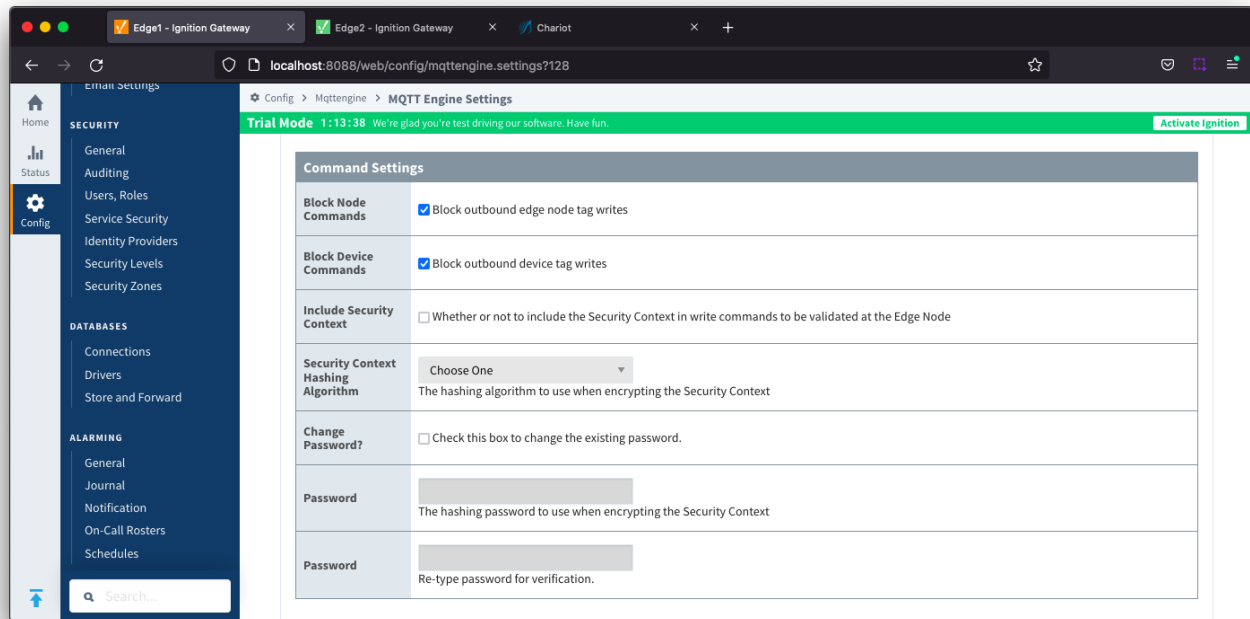 Edge1 - Ignition Gateway
Edge2 - Ignition Gateway
Chariot
localhost:8088/web/config/mqttengine.settings?128
Home
Status
Config
Email Settings
SECURITY
General
Auditing
Users, Roles
Service Security
Identity Providers
Security Levels
Security Zones
DATABASES
Connections
Drivers
Store and Forward
ALARMING
General
Journal
Notification
On-Call Rosters
Schedules
Search...
Config > Mqttengine > MQTT Engine Settings
Trial Mode 1:13:38 We're glad you're test driving our software. Have fun.
Activate Ignition
Command Settings
Block Node
Commands
Block outbound edge node tag writes
Block Device
Commands
Block outbound device tag writes
Include Security
Context
Whether or not to include the Security Context in write commands to be validated at the Edge Node
Security Context
Hashing
Algorithm
Choose One
The hashing algorithm to use when encrypting the Security Context
Change
Password?
Check this box to change the existing password.
Password
The hashing password to use when encrypting the Security Context
Password
Re-type password for verification.